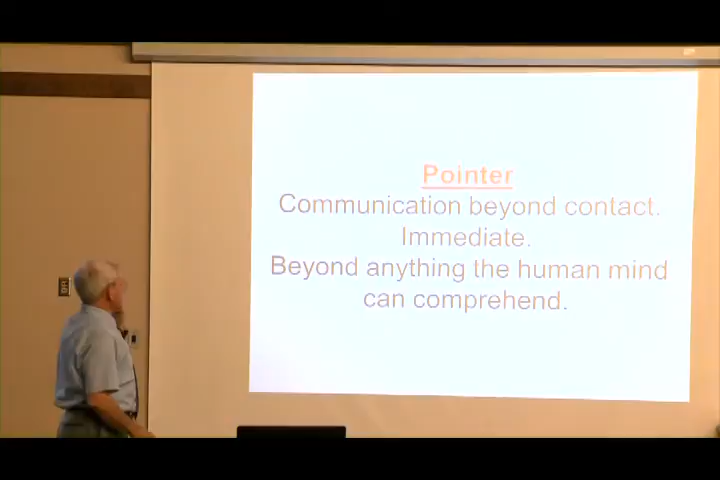 Pointer
Communication beyond contact.
Immediate.
Beyond anything the human mind
can comprehend.